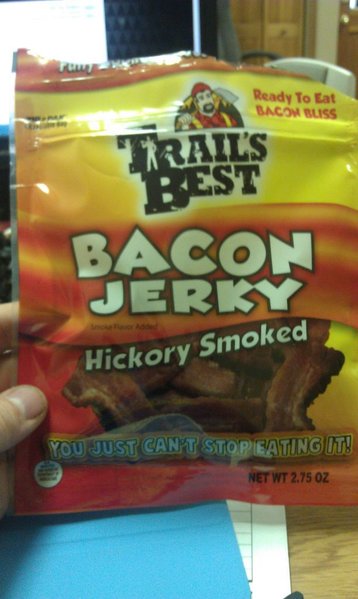 Fully
Ready To Eat
BACON BLISS
TRAIL'S
BEST
BACON
JERKY
Smoke Flavor Added
Hickory Smoked
YOU JUST CAN'T STOP EATING IT!
NET WT 2.75 OZ